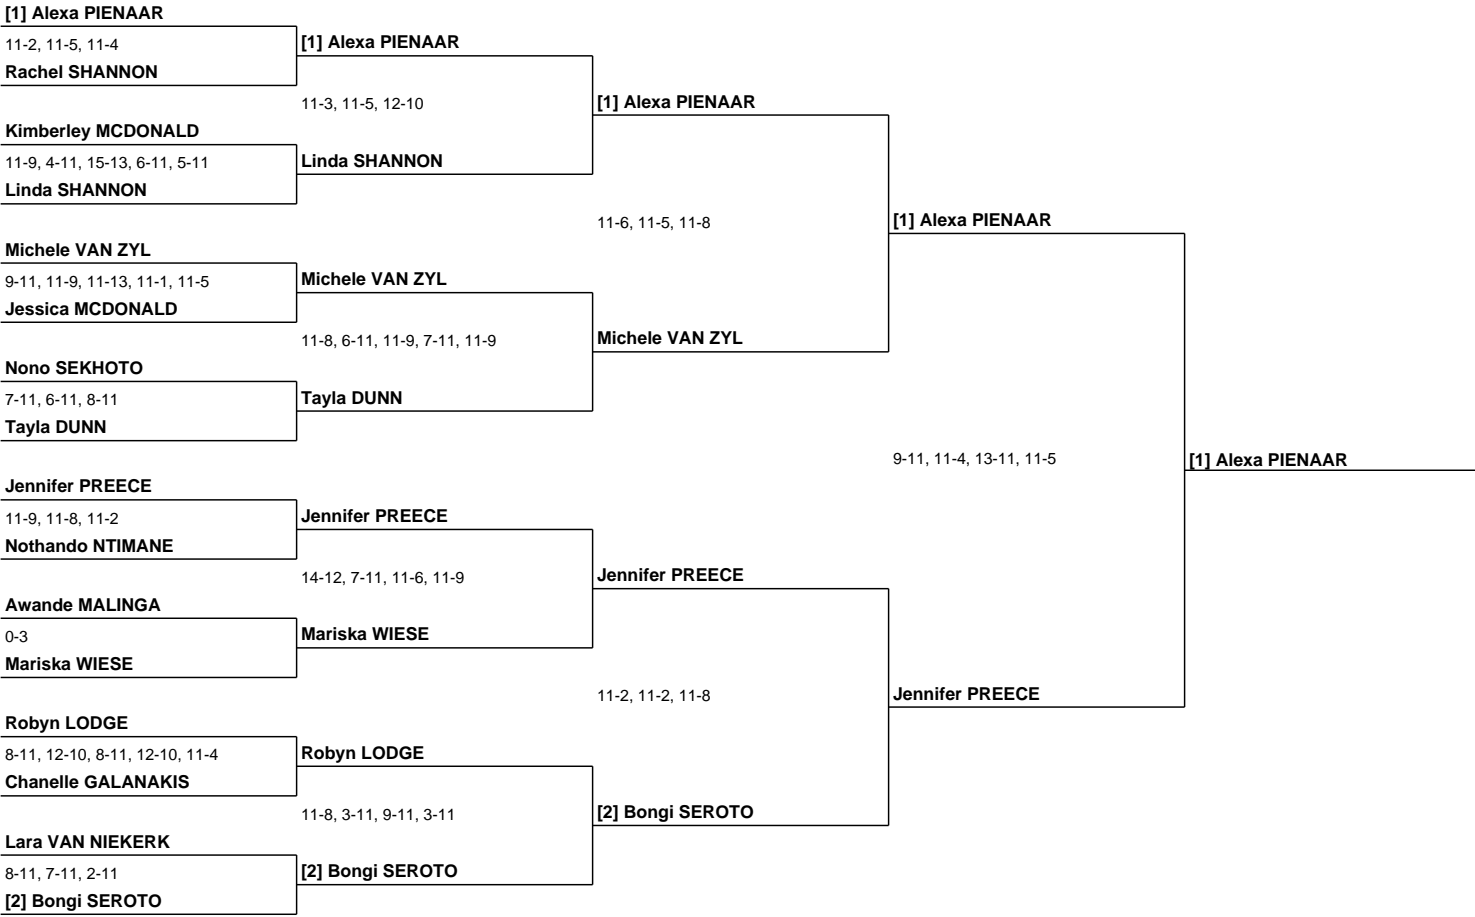 [1] Alexa PIENAAR
11-2, 11-5, 11-4
Rachel SHANNON
Kimberley MCDONALD
11-9, 4-11, 15-13, 6-11, 5-11
Linda SHANNON
Michele VAN ZYL
9-11, 11-9, 11-13, 11-1, 11-5
Jessica MCDONALD
Nono SEKHOTO
7-11, 6-11, 8-11
Tayla DUNN
Jennifer PREECE
11-9, 11-8, 11-2
Nothando NTIMANE
Awande MALINGA
0-3
Mariska WIESE
Robyn LODGE
8-11, 12-10, 8-11, 12-10, 11-4
Chanelle GALANAKIS
Lara VAN NIEKERK
8-11, 7-11, 2-11
[2] Bongi SEROTO
[1] Alexa PIENAAR
11-3, 11-5, 12-10
Linda SHANNON
Michele VAN ZYL
11-8, 6-11, 11-9, 7-11, 11-9
Tayla DUNN
Jennifer PREECE
14-12, 7-11, 11-6, 11-9
Mariska WIESE
Robyn LODGE
11-8, 3-11, 9-11, 3-11
[2] Bongi SEROTO
[1] Alexa PIENAAR
11-6, 11-5, 11-8
Michele VAN ZYL
Jennifer PREECE
11-2, 11-2, 11-8
[2] Bongi SEROTO
[1] Alexa PIENAAR
9-11, 11-4, 13-11, 11-5
Jennifer PREECE
[1] Alexa PIENAAR